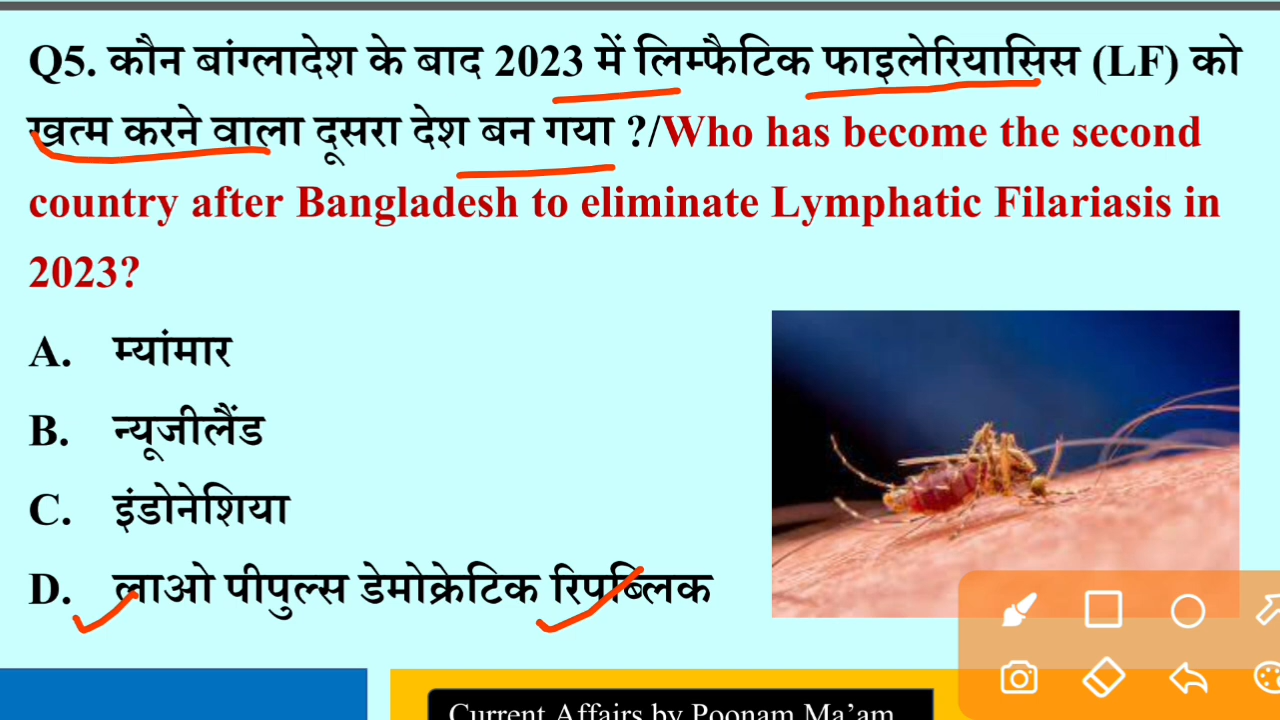 Q5. कौन बांग्लादेश के बाद 2023 में लिम्फैटिक फाइलेरियासिस (LF) को
खत्म करने वाला दूसरा देश बन गया ?/Who has become the second
country after Bangladesh to eliminate Lymphatic Filariasis in
2023?
A. म्यांमार
B. न्यूजीलैंड
C. इंडोनेशिया
D. लाओ पीपुल्स डेमोक्रेटिक रिपब्लिक
Current Affairs by Poonam Ma'am